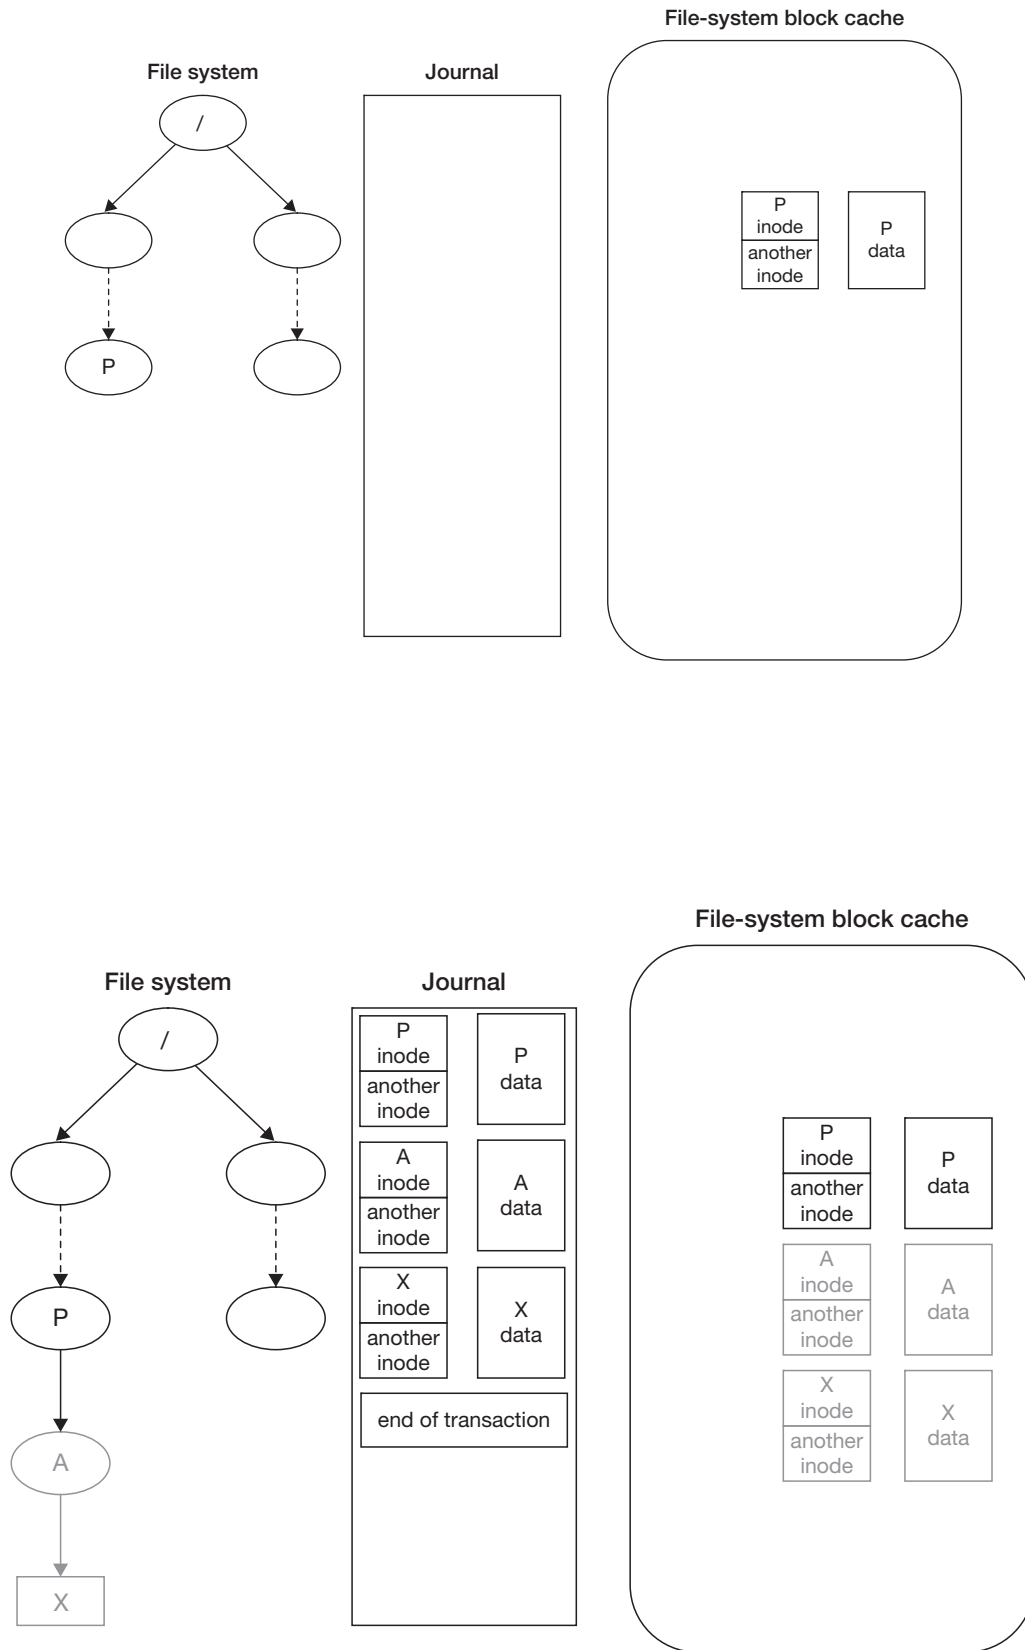 File-system block cache
File system
Journal
/
P
inode
another
inode
P
data
P
File-system block cache
File system
Journal
/
P
inode
another
inode
P
data
A
inode
another
inode
A
data
X
inode
another
inode
X
data
end of transaction
P
inode
another
inode
P
data
A
inode
another
inode
A
data
X
inode
another
inode
X
data
P
A
X